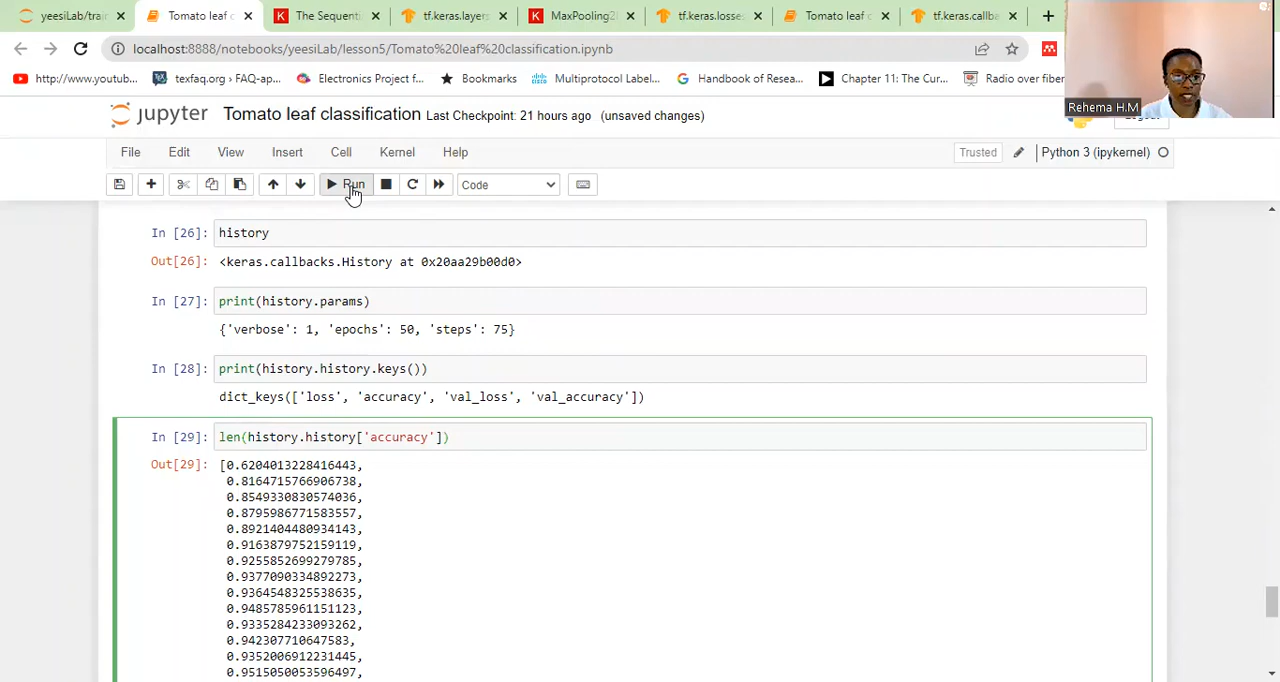 yeesiLab/trai
Tomato leaf c
The Sequenti
tf.keras.layers
MaxPooling2
tf.keras.losse
Tomato leaf c
tf.keras.callba
localhost:8888/notebooks/yeesiLab/lesson5/Tomato%20leaf%20classification.ipynb
http://www.youtub...
texfaq.org › FAQ-ap...
Electronics Project f...
Bookmarks
Multiprotocol Label...
Handbook of Resea...
Chapter 11: The Cur...
Radio over fiber
Rehema H.M
jupyter Tomato leaf classification Last Checkpoint: 21 hours ago (unsaved changes)
File Edit View Insert Cell Kernel Help
Trusted Python 3 (ipykernel)
Run Code
In [26]: history
Out[26]: <keras.callbacks.History at 0x20aa29b00d0>
In [27]: print(history.params)
{'verbose': 1, 'epochs': 50, 'steps': 75}
In [28]: print(history.history.keys())
dict_keys(['loss', 'accuracy', 'val_loss', 'val_accuracy'])
In [29]: len(history.history['accuracy'])
Out[29]: [0.6204013228416443,
0.8164715766906738,
0.8549330830574036,
0.8795986771583557,
0.8921404480934143,
0.9163879752159119,
0.9255852699279785,
0.9377090334892273,
0.9364548325538635,
0.9485785961151123,
0.9335284233093262,
0.942307710647583,
0.9352006912231445,
0.9515050053596497,